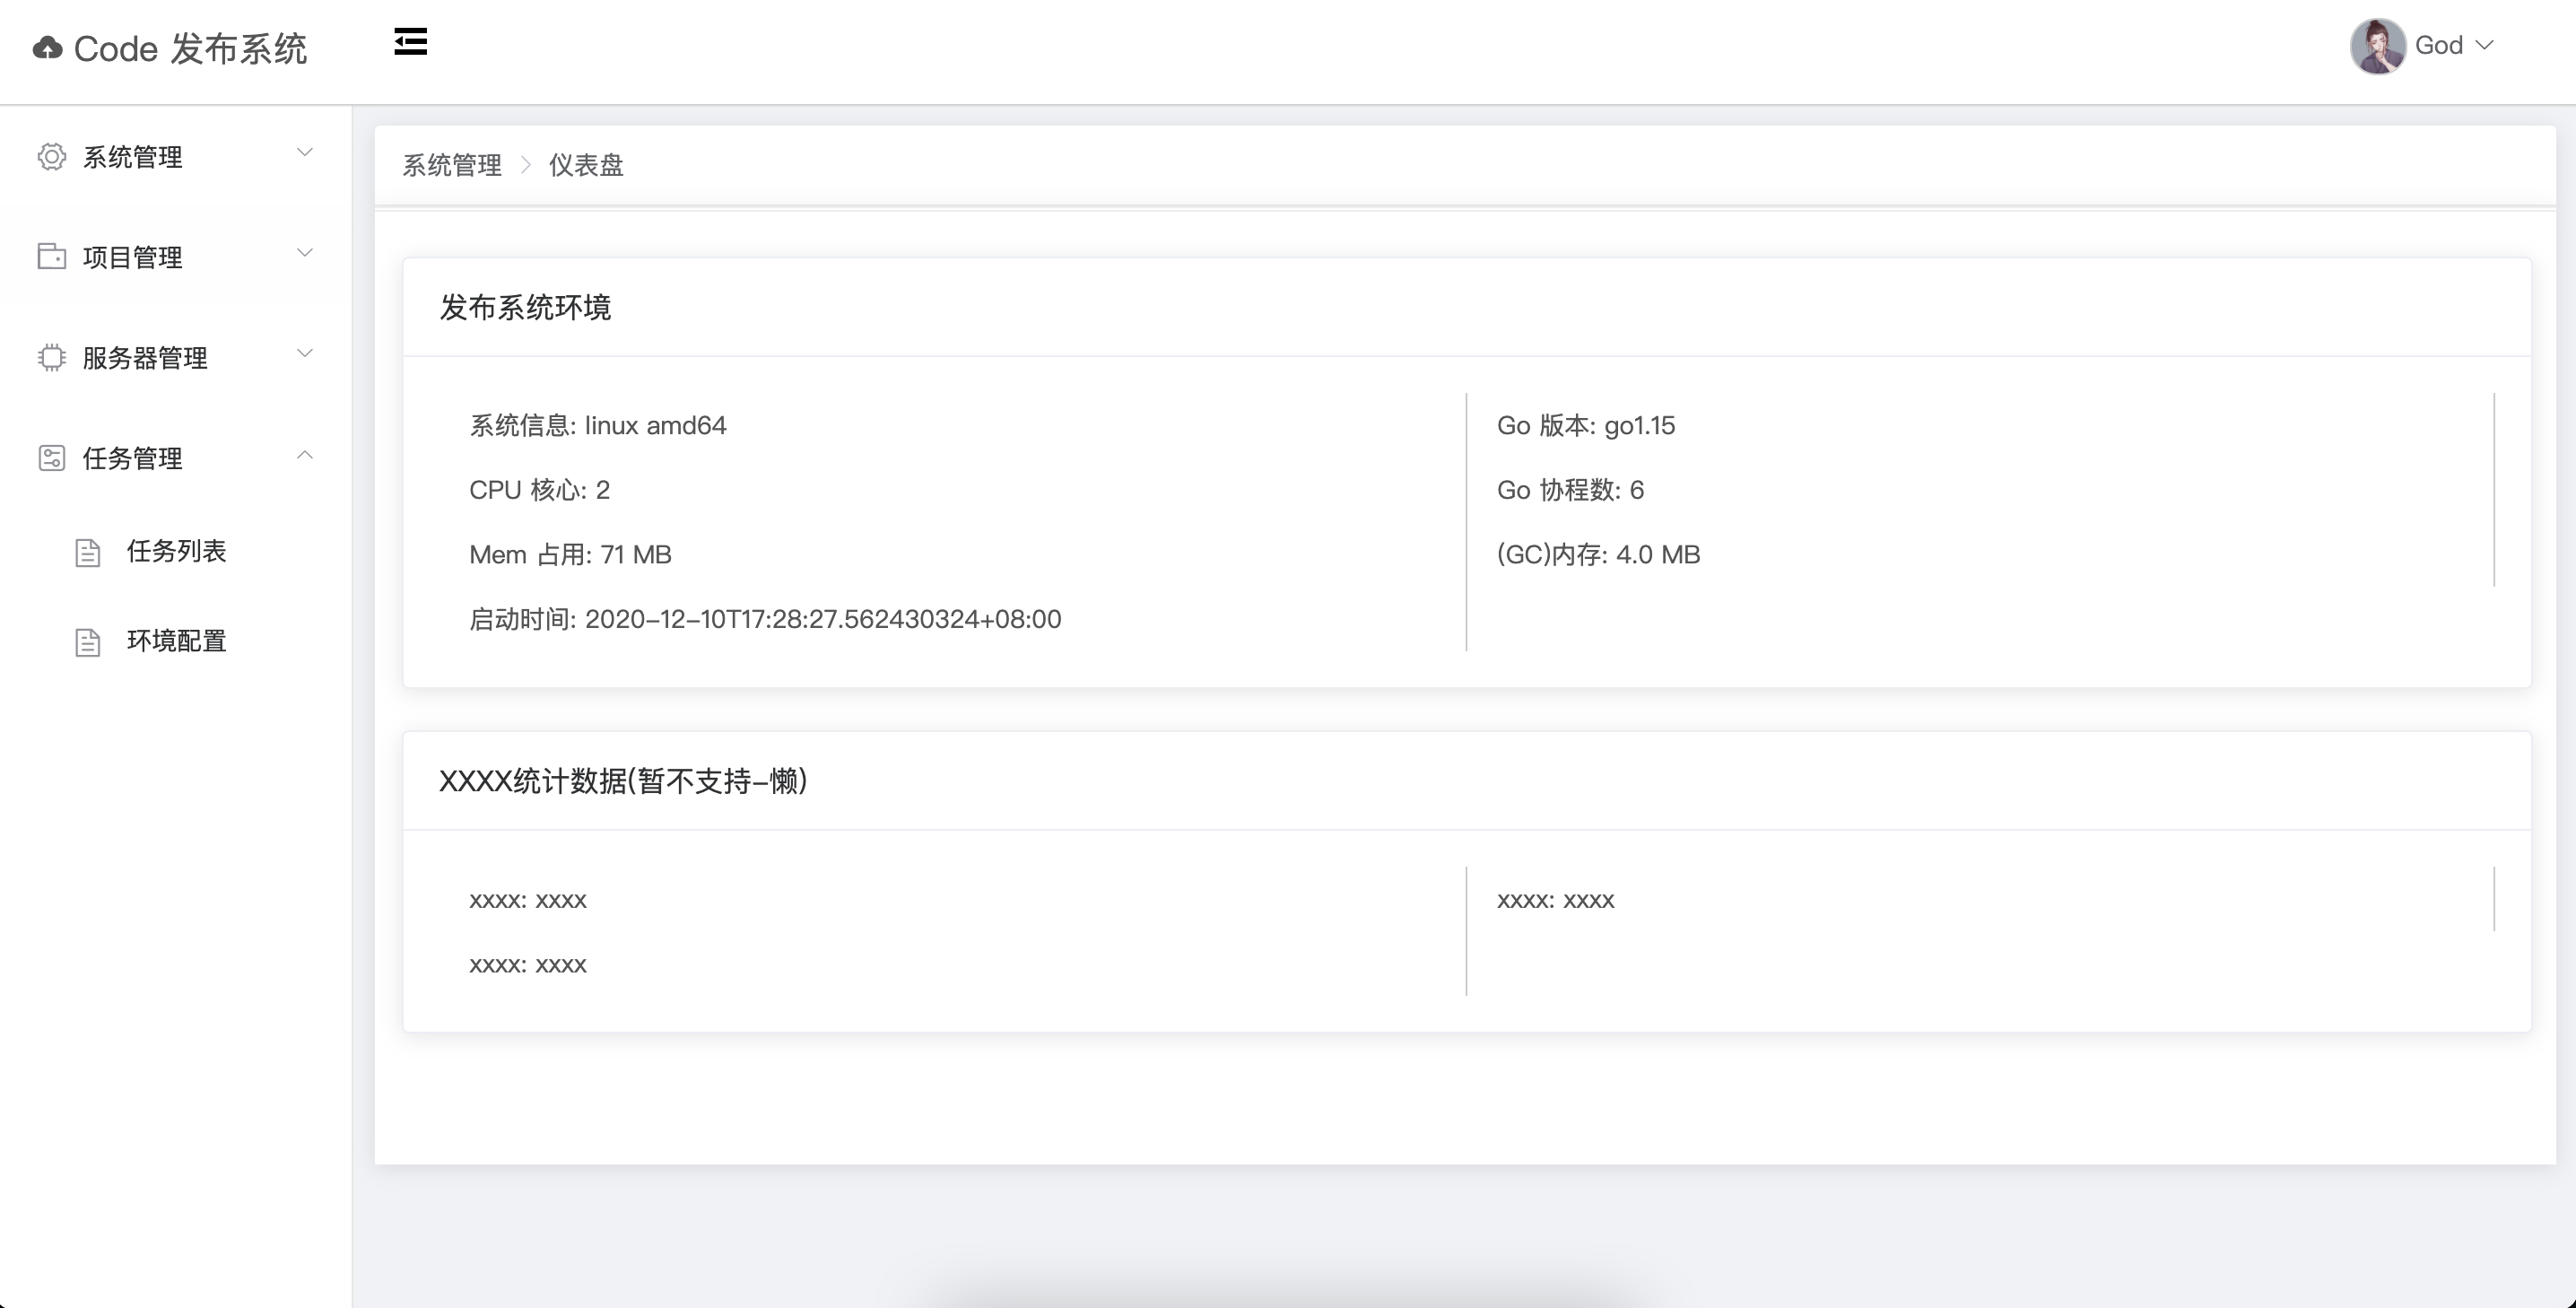 Code 发布系统
God
系统管理
项目管理
服务器管理
任务管理
任务列表
环境配置
系统管理 > 仪表盘
发布系统环境
系统信息: linux amd64
Go 版本: go1.15
CPU 核心: 2
Go 协程数: 6
Mem 占用: 71 MB
(GC)内存: 4.0 MB
启动时间: 2020-12-10T17:28:27.562430324+08:00
XXXX统计数据(暂不支持-懒)
xxxx: xxxx
xxxx: xxxx
xxxx: xxxx